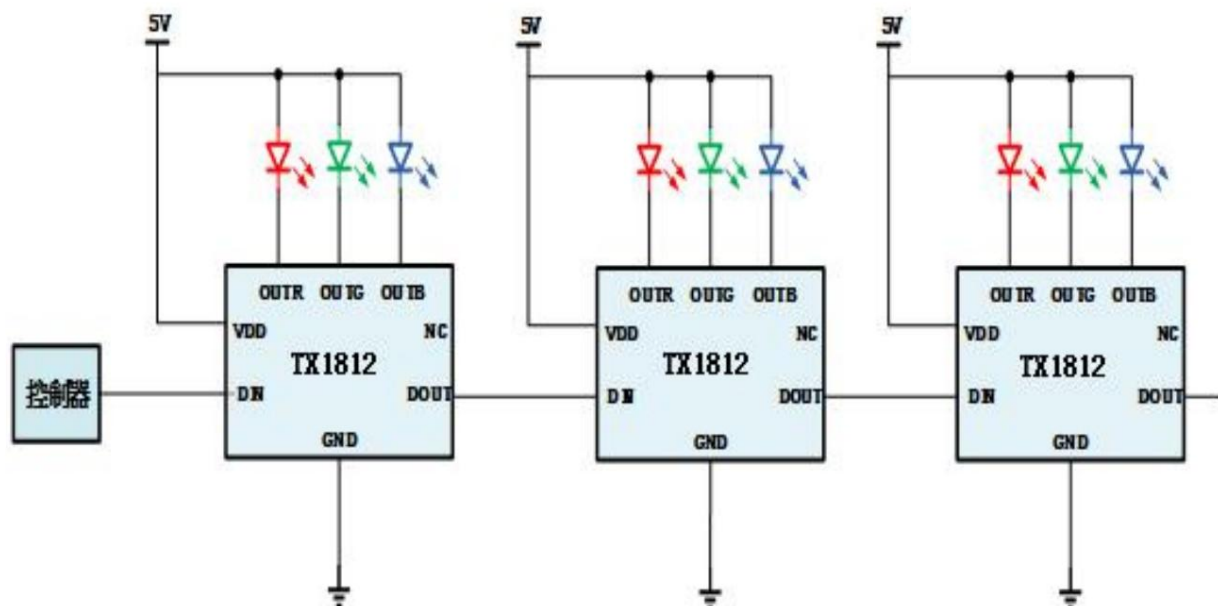 5V 5V 5V
OUTR OUTG OUTB OUTR OUTG OUTB OUTR OUTG OUTB
VDD NC VDD NC VDD NC
TX1812 TX1812 TX1812
控制器 DIN DOUT DIN DOUT DIN DOUT
GND GND GND